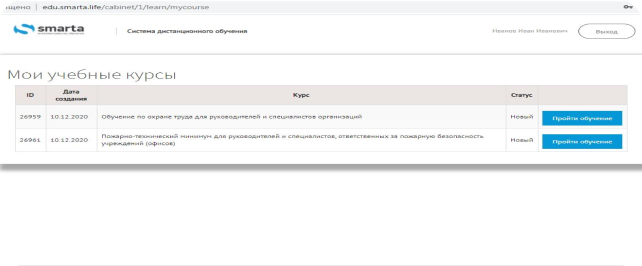 ищено | edu.smarta.life/cabinet/1/learn/mycourse
smarta
Система дистанционного обучения
Иванов Иван Иванович
Выход
Мои учебные курсы
ID Дата создания Курс Статус
26959 10.12.2020 Обучение по охране труда для руководителей и специалистов организаций Новый Пройти обучение
26961 10.12.2020 Пожарно-технический минимум для руководителей и специалистов, ответственных за пожарную безопасность
учреждений (офисов) Новый Пройти обучение